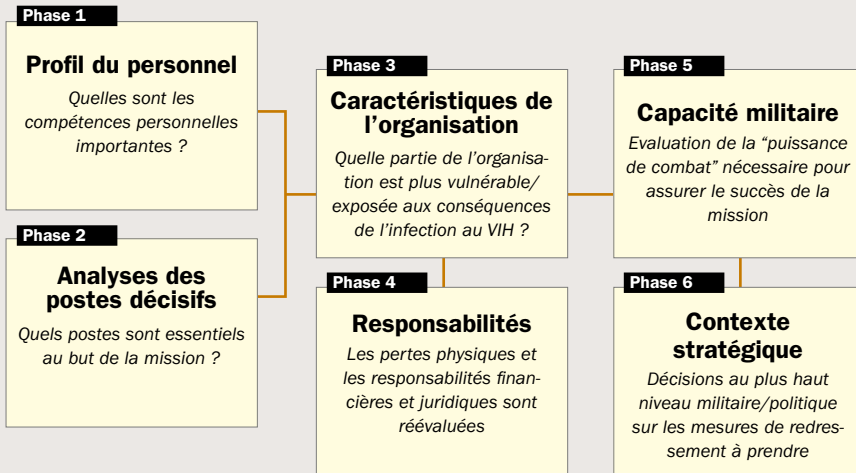 Phase 1
Profil du personnel
Quelles sont les
compétences personnelles
importantes ?
Phase 2
Analyses des
postes décisifs
Quels postes sont essentiels
au but de la mission ?
Phase 3
Caractéristiques de
l'organisation
Quelle partie de l'organisa-
tion est plus vulnérable/
exposée aux conséquences
de l'infection au VIH ?
Phase 4
Responsabilités
Les pertes physiques et
les responsabilités finan-
cières et juridiques sont
réévaluées
Phase 5
Capacité militaire
Evaluation de la “puissance
de combat” nécessaire pour
assurer le succès de la
mission
Phase 6
Contexte
stratégique
Décisions au plus haut
niveau militaire/politique
sur les mesures de redres-
sement à prendre